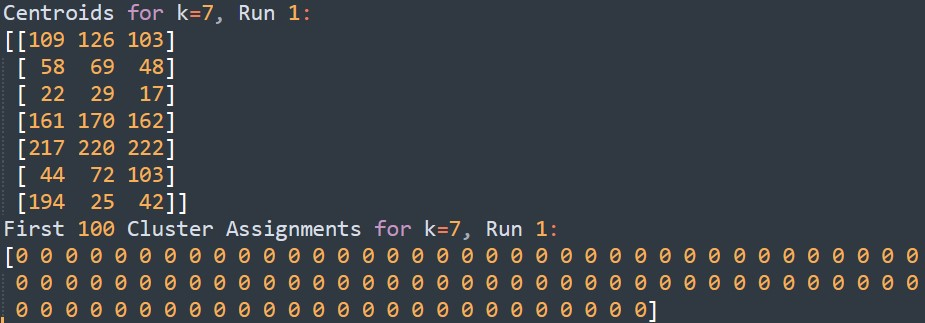 Centroids for k=7, Run 1:
[[109 126 103]
[ 58 69 48]
[ 22 29 17]
[161 170 162]
[217 220 222]
[ 44 72 103]
[194 25 42]]
First 100 Cluster Assignments for k=7, Run 1:
[0 0 0 0 0 0 0 0 0 0 0 0 0 0 0 0 0 0 0 0 0 0 0 0 0 0 0 0 0 0 0 0 0 0 0 0 0
0 0 0 0 0 0 0 0 0 0 0 0 0 0 0 0 0 0 0 0 0 0 0 0 0 0 0 0 0 0 0 0 0 0 0 0 0
0 0 0 0 0 0 0 0 0 0 0 0 0 0 0 0 0 0 0 0 0 0 0 0 0 0]